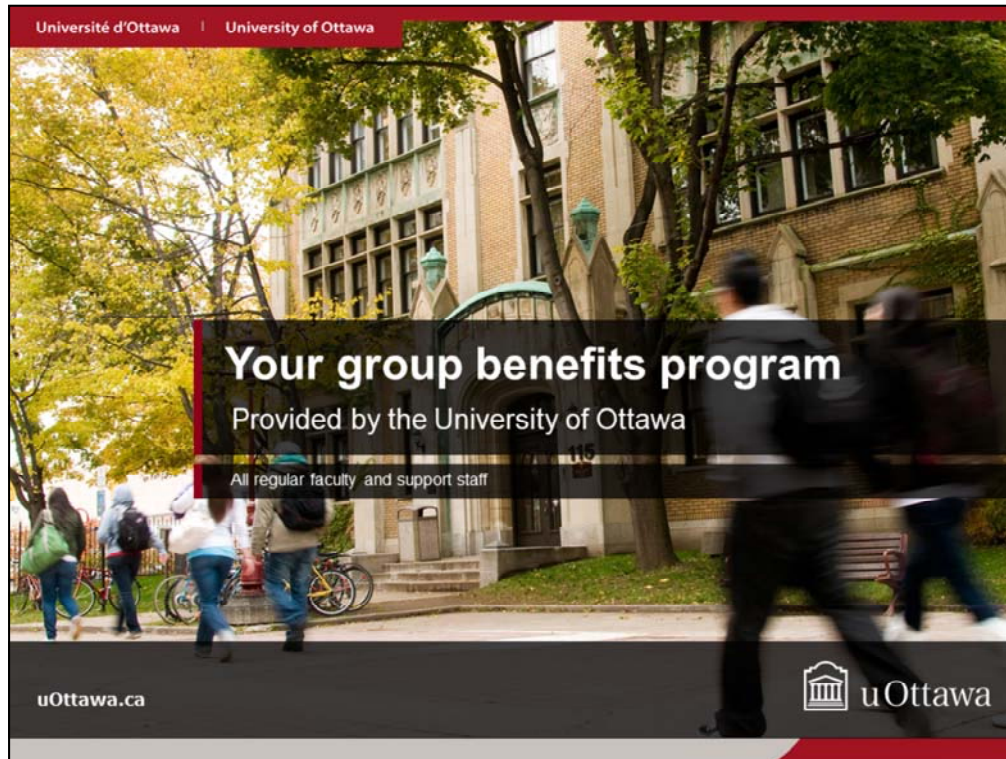 Université d'Ottawa | University of Ottawa
Your group benefits program
Provided by the University of Ottawa
115
All regular faculty and support staff
uOttawa.ca
uOttawa